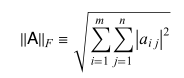 ‖A‖_F ≡ √(∑_{i=1}^{m} ∑_{j=1}^{n} |a_{ij}|²)